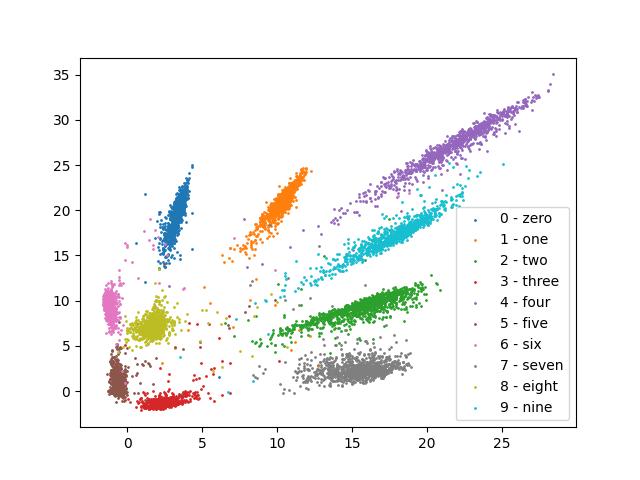 35
30
25
20
15
10
5
0
0 5 10 15 20 25
0 - zero
1 - one
2 - two
3 - three
4 - four
5 - five
6 - six
7 - seven
8 - eight
9 - nine